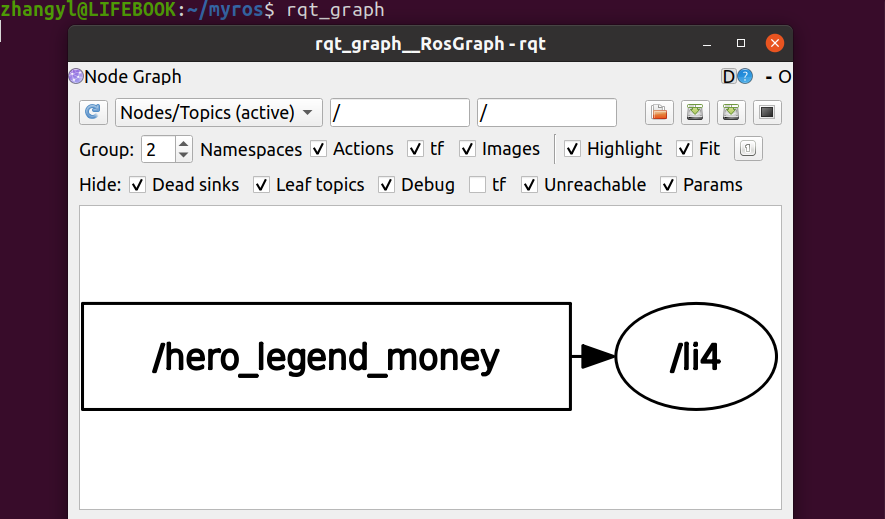 zhangyl@LIFEBOOK:~/myros$ rqt_graph
rqt_graph__RosGraph - rqt
Node Graph D - O
Nodes/Topics (active) / /
Group: 2 Namespaces Actions tf Images Highlight Fit
Hide: Dead sinks Leaf topics Debug tf Unreachable Params
/hero_legend_money /li4